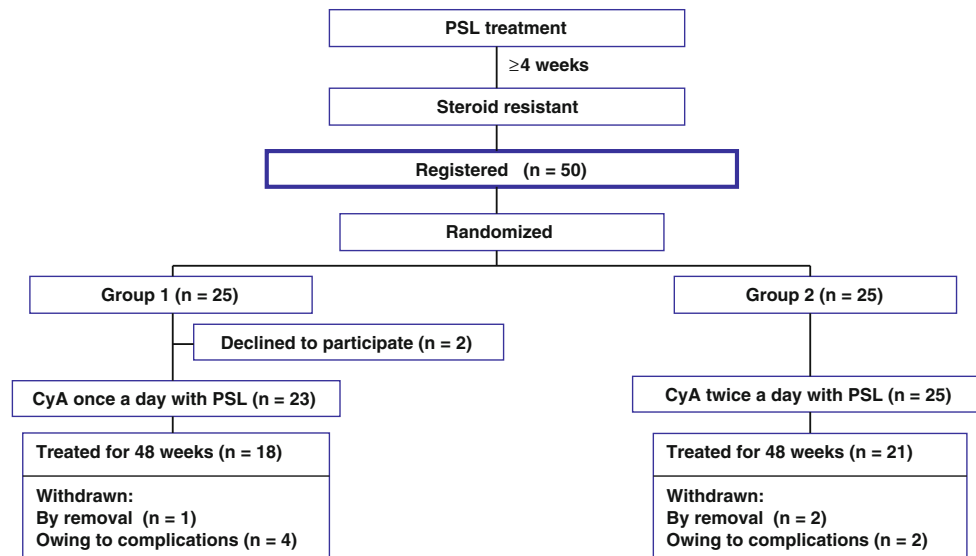 PSL treatment
≥4 weeks
Steroid resistant
Registered (n = 50)
Randomized
Group 1 (n = 25)
Group 2 (n = 25)
Declined to participate (n = 2)
CyA once a day with PSL (n = 23)
CyA twice a day with PSL (n = 25)
Treated for 48 weeks (n = 18)
Withdrawn:
By removal (n = 1)
Owing to complications (n = 4)
Treated for 48 weeks (n = 21)
Withdrawn:
By removal (n = 2)
Owing to complications (n = 2)